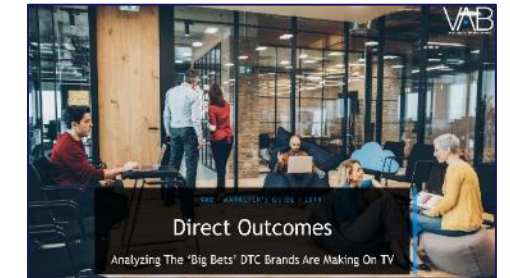 VAB
VAB · MARKETER'S GUIDE · 2019
Direct Outcomes
Analyzing The 'Big Bets' DTC Brands Are Making On TV